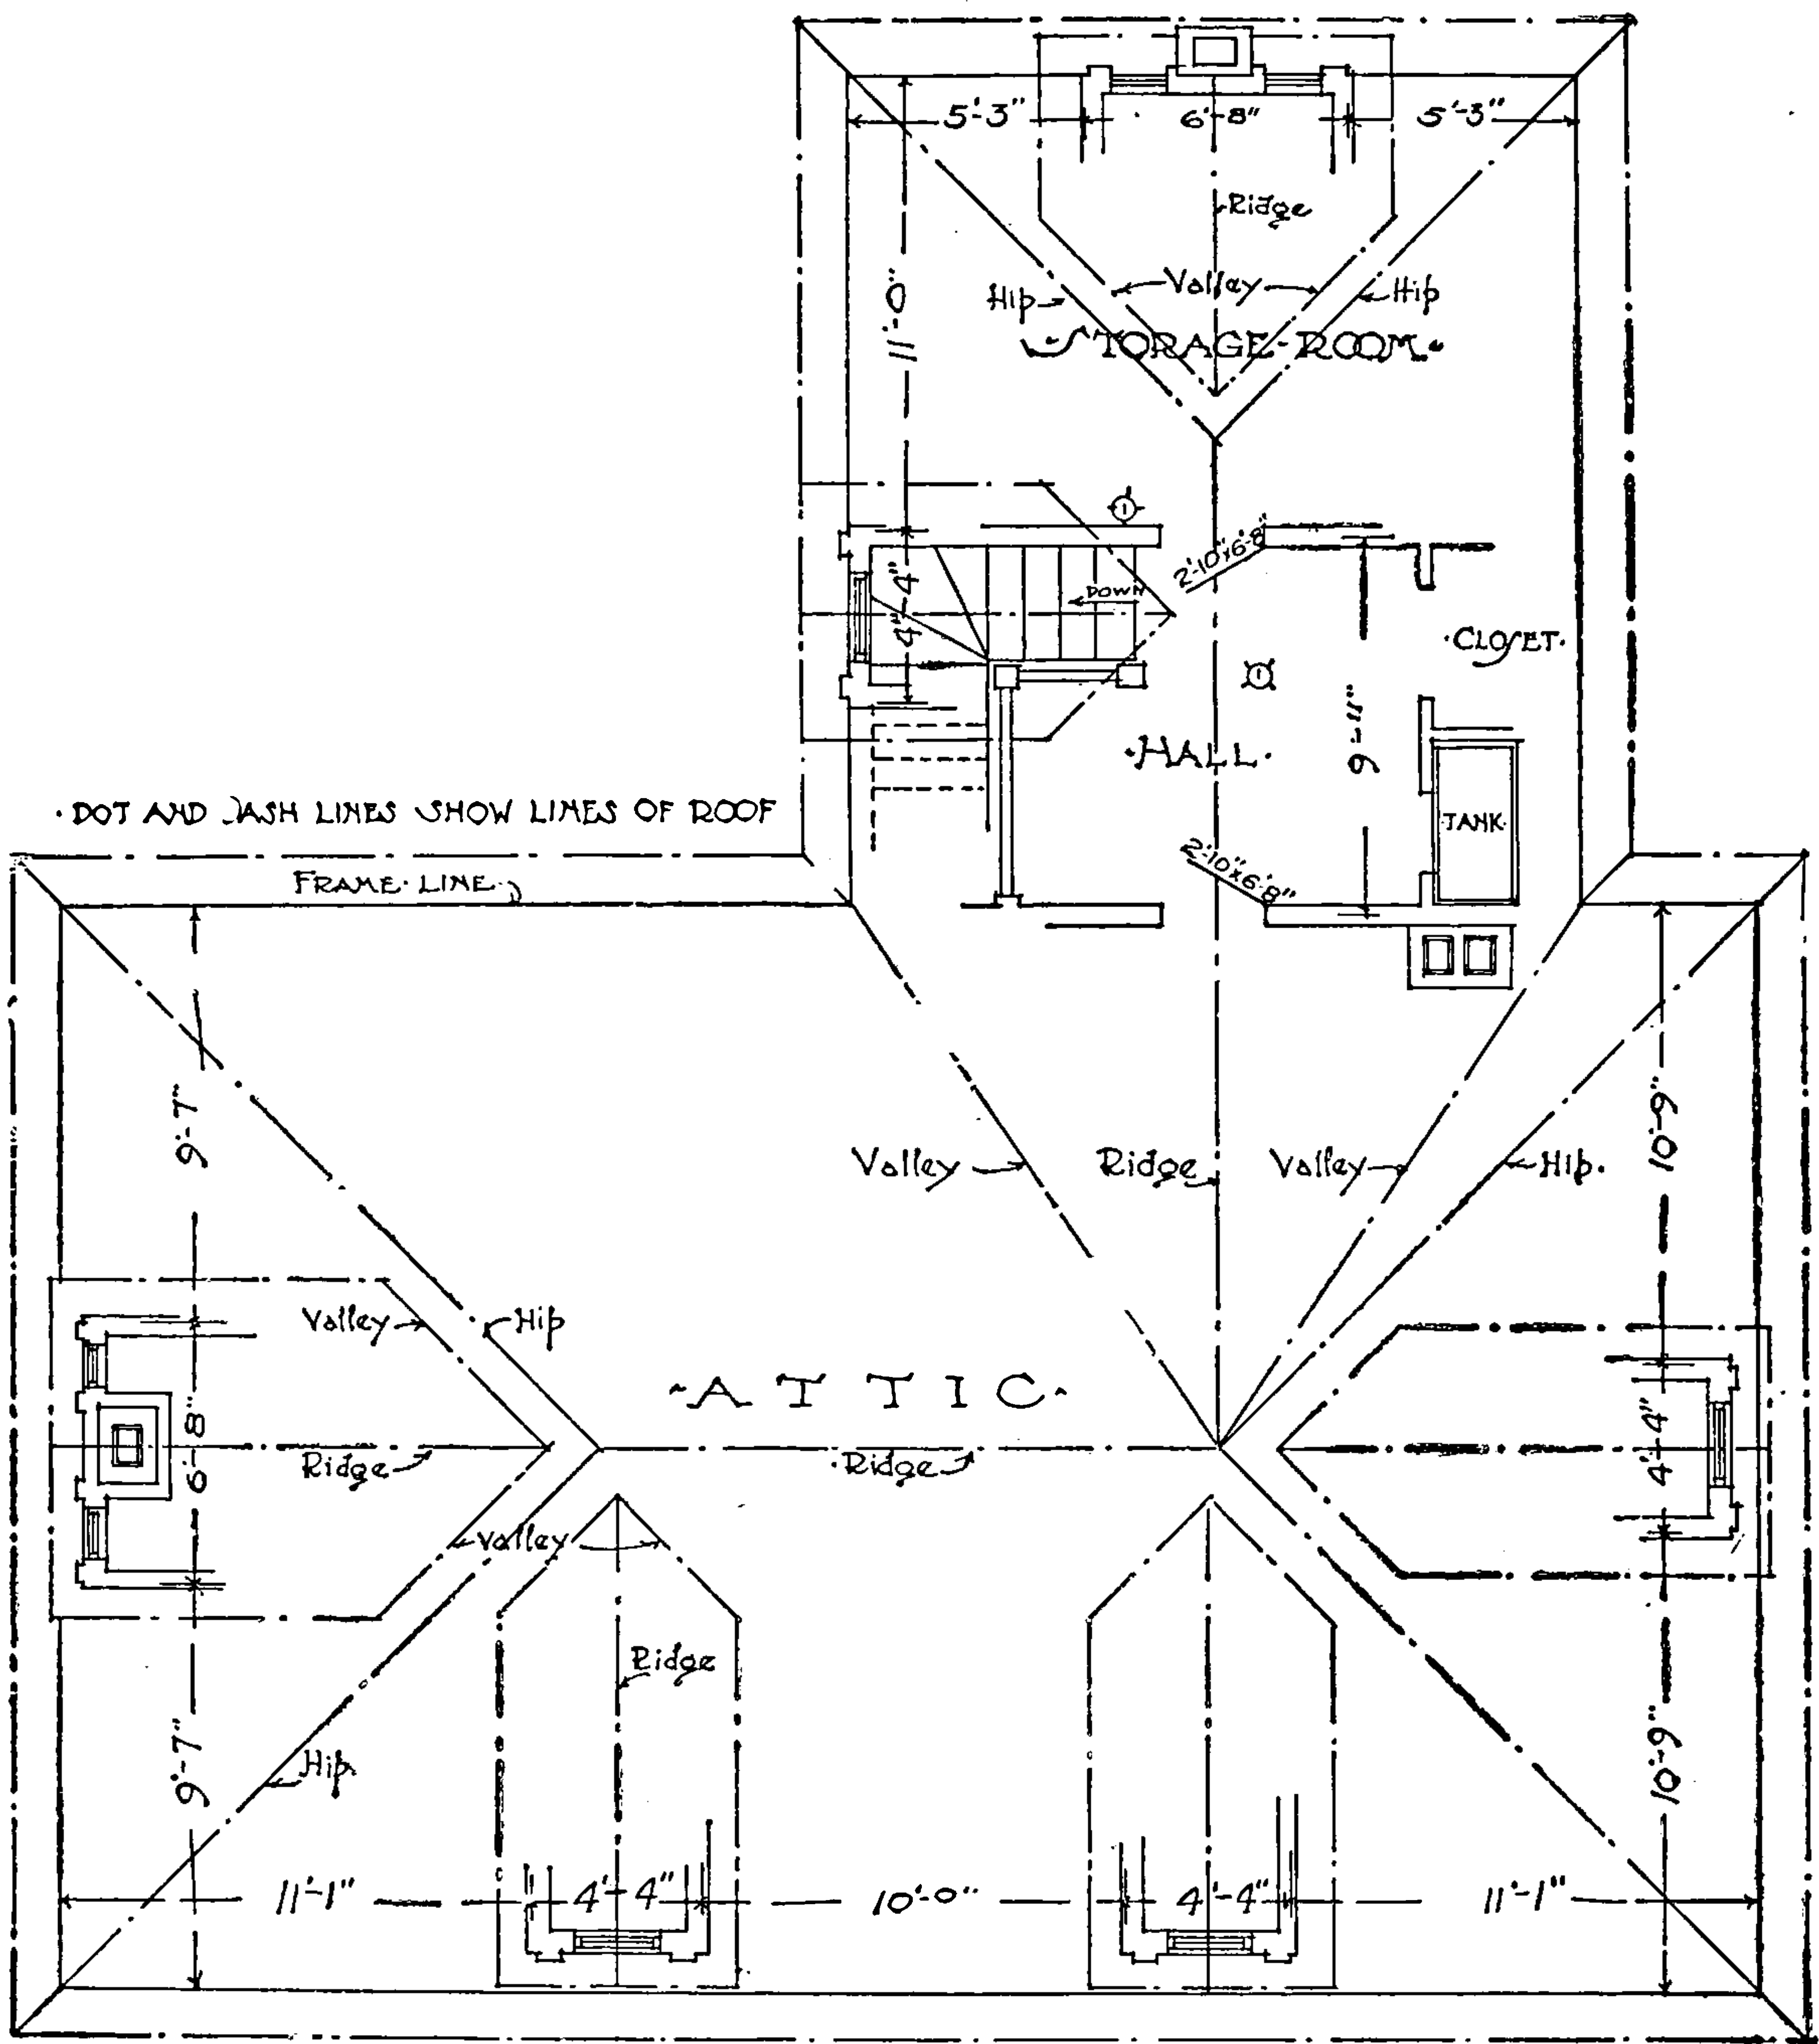 5'-3" 6'-8" 5'-3"
Ridge
Hip Valley Hip
11'-0"
STORAGE-ROOM
1
2'-10"x6'-8"
DOWN
4'-4"
·CLOSET·
1
·HALL·
9'-11"
TANK
·DOT AND DASH LINES SHOW LINES OF ROOF
FRAME·LINE·
2'-10"x6'-8"
9'-7"
10'-9"
Valley Ridge Valley Hip.
Valley Hip
·ATTIC·
6'-8"
Ridge
·Ridge
4'-4"
Valley
Ridge
9'-7"
Hip
10'-9"
11'-1" 4'-4" 10'-0" 4'-4" 11'-1"